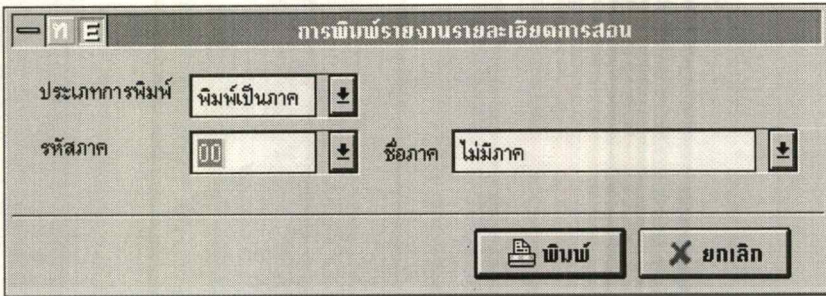 ก E การพิมพ์รายงานรายละเอียดการสอน
ประเภทการพิมพ์ พิมพ์เป็นภาค
รหัสภาค 00 ชื่อภาค ไม่มีภาค
พิมพ์ ยกเลิก